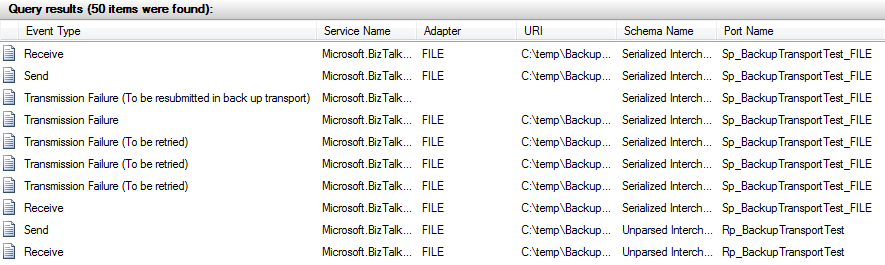 Query results (50 items were found):
Event Type Service Name Adapter URI Schema Name Port Name
Receive Microsoft.BizTalk... FILE C:\temp\Backup... Serialized Interch... Sp_BackupTransportTest_FILE
Send Microsoft.BizTalk... FILE C:\temp\Backup... Serialized Interch... Sp_BackupTransportTest_FILE
Transmission Failure (To be resubmitted in back up transport) Microsoft.BizTalk... Serialized Interch... Sp_BackupTransportTest_FILE
Transmission Failure Microsoft.BizTalk... FILE C:\temp\Backup... Serialized Interch... Sp_BackupTransportTest_FILE
Transmission Failure (To be retried) Microsoft.BizTalk... FILE C:\temp\Backup... Serialized Interch... Sp_BackupTransportTest_FILE
Transmission Failure (To be retried) Microsoft.BizTalk... FILE C:\temp\Backup... Serialized Interch... Sp_BackupTransportTest_FILE
Transmission Failure (To be retried) Microsoft.BizTalk... FILE C:\temp\Backup... Serialized Interch... Sp_BackupTransportTest_FILE
Receive Microsoft.BizTalk... FILE C:\temp\Backup... Serialized Interch... Sp_BackupTransportTest_FILE
Send Microsoft.BizTalk... FILE C:\temp\Backup... Unparsed Interch... Rp_BackupTransportTest
Receive Microsoft.BizTalk... FILE C:\temp\Backup... Unparsed Interch... Rp_BackupTransportTest